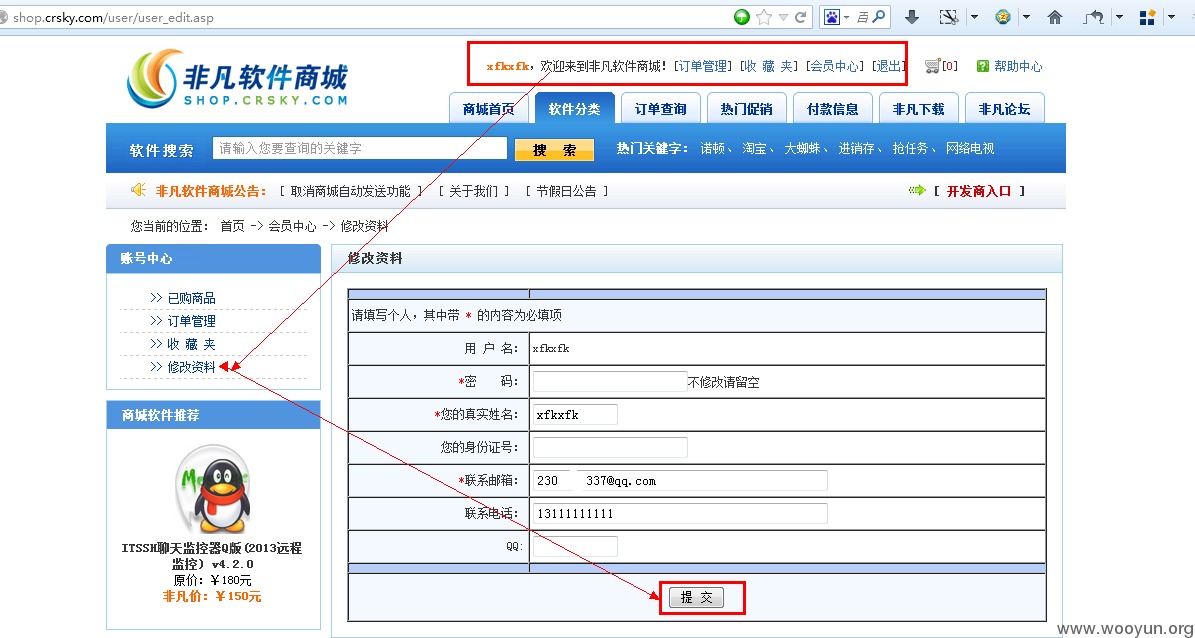 shop.crsky.com/user/user_edit.asp
xfkxfk，欢迎来到非凡软件商城！[订单管理] [收 藏 夹] [会员中心] [退出] [0] 帮助中心
非凡软件商城
SHOP.CRSKY.COM
商城首页 软件分类 订单查询 热门促销 付款信息 非凡下载 非凡论坛
软件搜索 请输入您要查询的关键字 搜 索 热门关键字： 诺顿、 淘宝、 大蜘蛛、 进销存、 抢任务、 网络电视
非凡软件商城公告： [ 取消商城自动发送功能 ] [ 关于我们 ] [ 节假日公告 ] [ 开发商入口 ]
您当前的位置： 首页 -> 会员中心 -> 修改资料
账号中心
>> 已购商品
>> 订单管理
>> 收 藏 夹
>> 修改资料
商城软件推荐
ITSSH聊天监控器Q版(2013远程
监控) v4.2.0
原价：￥180元
非凡价：￥150元
修改资料
请填写个人，其中带 * 的内容为必填项
用 户 名： xfkxfk
*密 码： 不修改请留空
*您的真实姓名： xfkxfk
您的身份证号：
*联系邮箱： 230 337@qq.com
联系电话： 13111111111
QQ:
提 交
www.wooyun.org